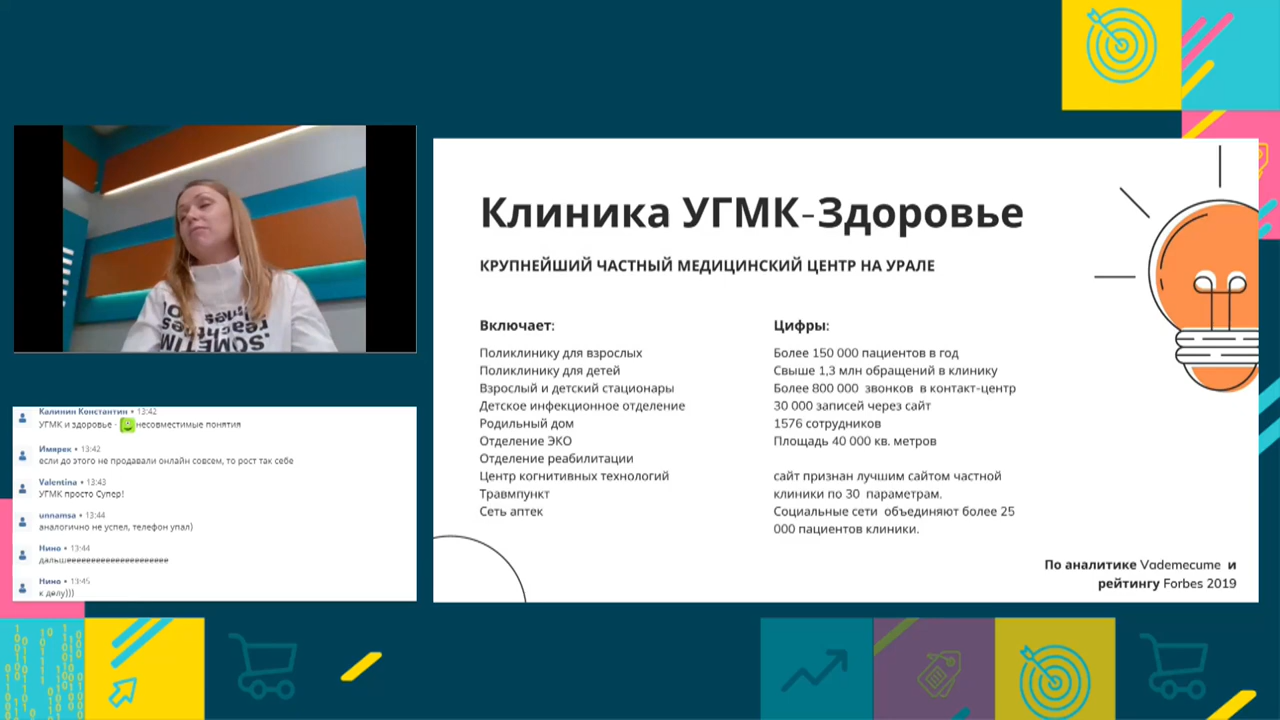 Клиника УГМК-Здоровье
КРУПНЕЙШИЙ ЧАСТНЫЙ МЕДИЦИНСКИЙ ЦЕНТР НА УРАЛЕ
Включает:
Поликлинику для взрослых
Поликлинику для детей
Взрослый и детский стационары
Детское инфекционное отделение
Родильный дом
Отделение ЭКО
Отделение реабилитации
Центр когнитивных технологий
Травмпункт
Сеть аптек
Цифры:
Более 150 000 пациентов в год
Свыше 1,3 млн обращений в клинику
Более 800 000 звонков в контакт-центр
30 000 записей через сайт
1576 сотрудников
Площадь 40 000 кв. метров
сайт признан лучшим сайтом частной
клиники по 30 параметрам.
Социальные сети объединяют более 25
000 пациентов клиники.
По аналитике Vademecume и
рейтингу Forbes 2019
Калинин Константин • 13:42
УГМК и здоровье - несовместимые понятия
Имярек • 13:42
если до этого не продавали онлайн совсем, то рост так себе
Valentina • 13:43
УГМК просто Супер!
unnamsa • 13:44
аналогично не успел, телефон упал)
Нино • 13:44
Нино • 13:45
к делу)))